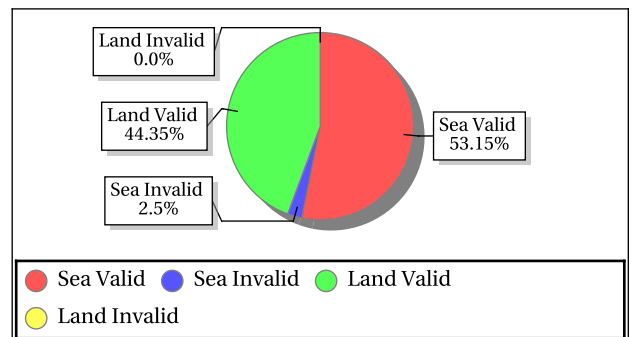 Land Invalid
0.0%
Land Valid
44.35%
Sea Valid
53.15%
Sea Invalid
2.5%
Sea Valid Sea Invalid Land Valid
Land Invalid